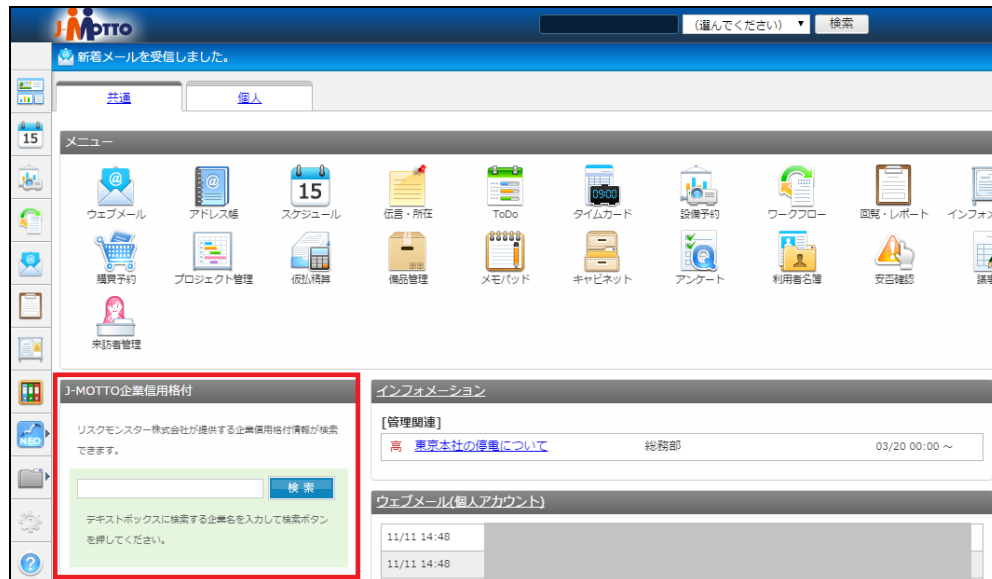 J-MOTTO
(選んでください) ▼ 検索
新着メールを受信しました。
共通 個人
15
メニュー
ウェブメール アドレス帳 スケジュール 伝言・所在 ToDo タイムカード 設備予約 ワークフロー 回覧・レポート インフォメ
購買予約 プロジェクト管理 仮払精算 備品管理 メモパッド キャビネット アンケート 利用者名簿 安否確認 議事
来訪者管理
J-MOTTO企業信用格付
リスクモンスター株式会社が提供する企業信用格付情報が検索
できます。
検 索
テキストボックスに検索する企業名を入力して検索ボタン
を押してください。
インフォメーション
[管理関連]
高 東京本社の停電について 総務部 03/20 00:00 ～
ウェブメール(個人アカウント)
11/11 14:48
11/11 14:48
NEO
15
09:00